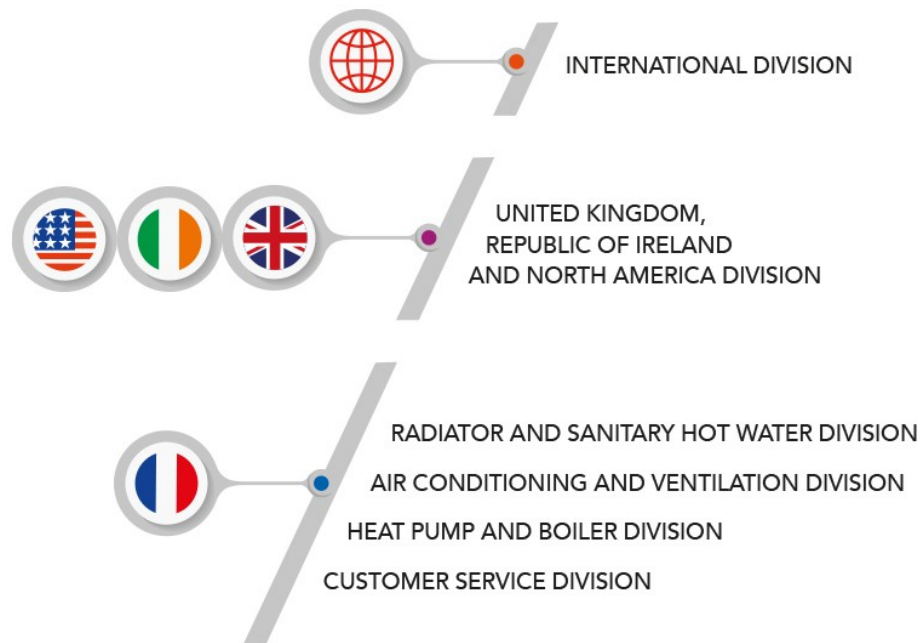 INTERNATIONAL DIVISION
UNITED KINGDOM,
REPUBLIC OF IRELAND
AND NORTH AMERICA DIVISION
RADIATOR AND SANITARY HOT WATER DIVISION
AIR CONDITIONING AND VENTILATION DIVISION
HEAT PUMP AND BOILER DIVISION
CUSTOMER SERVICE DIVISION